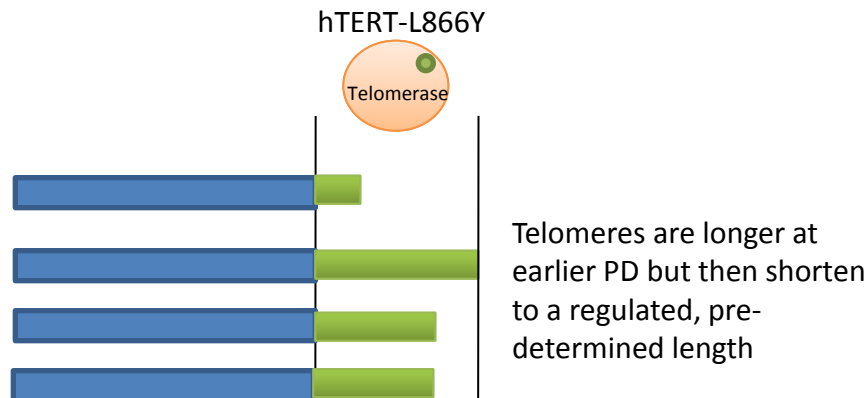 hTERT-L866Y
Telomerase
Telomeres are longer at
earlier PD but then shorten
to a regulated, pre-
determined length